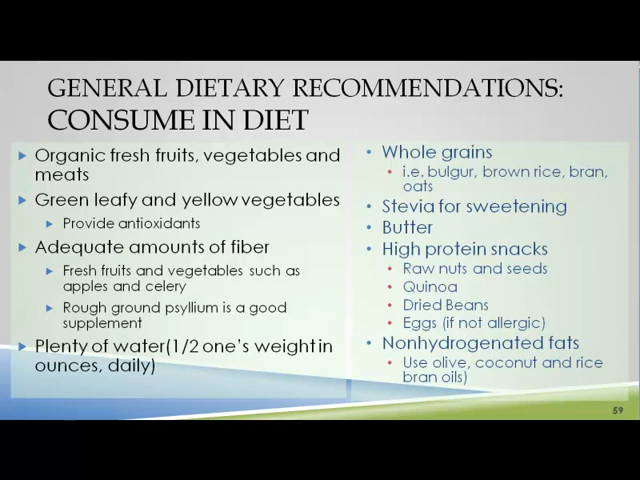 GENERAL DIETARY RECOMMENDATIONS:
CONSUME IN DIET
Organic fresh fruits, vegetables and
meats
Green leafy and yellow vegetables
Provide antioxidants
Adequate amounts of fiber
Fresh fruits and vegetables such as
apples and celery
Rough ground psyllium is a good
supplement
Plenty of water(1/2 one's weight in
ounces, daily)
Whole grains
i.e. bulgur, brown rice, bran,
oats
Stevia for sweetening
Butter
High protein snacks
Raw nuts and seeds
Quinoa
Dried Beans
Eggs (if not allergic)
Nonhydrogenated fats
Use olive, coconut and rice
bran oils)
59